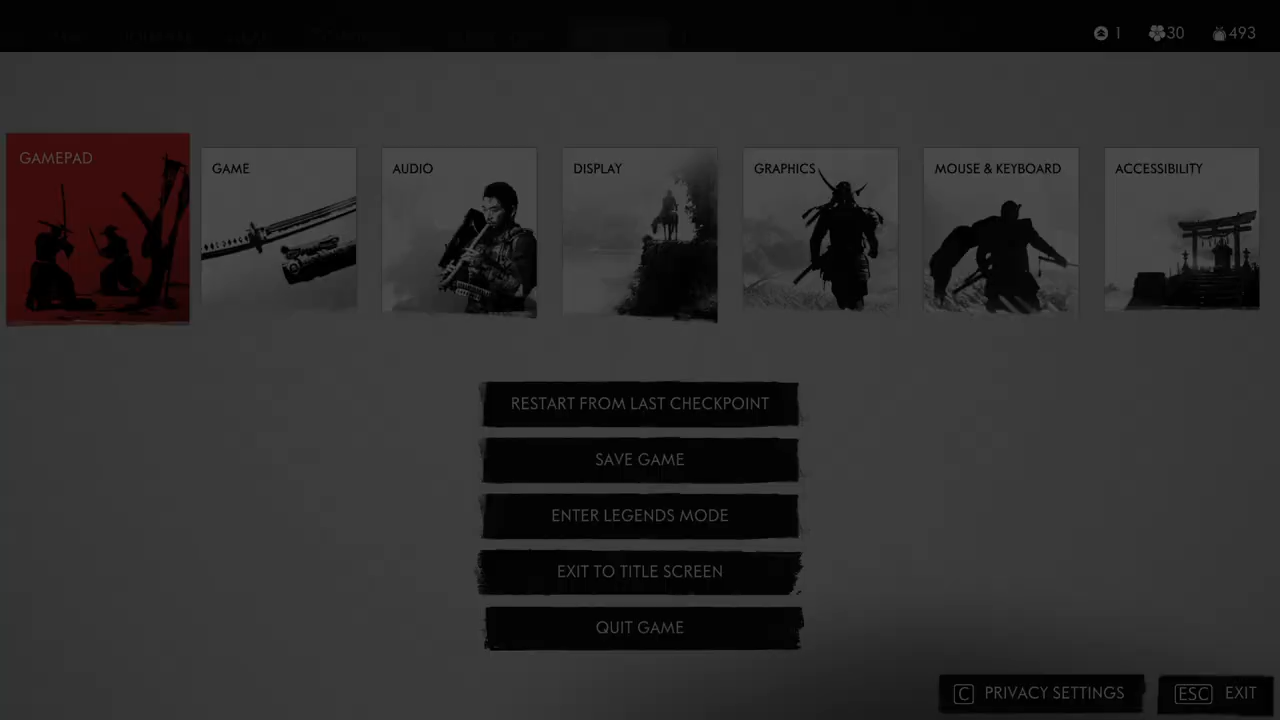 1 30 493
GAMEPAD
GAME
AUDIO
DISPLAY
GRAPHICS
MOUSE & KEYBOARD
ACCESSIBILITY
RESTART FROM LAST CHECKPOINT
SAVE GAME
ENTER LEGENDS MODE
EXIT TO TITLE SCREEN
QUIT GAME
C PRIVACY SETTINGS
ESC EXIT